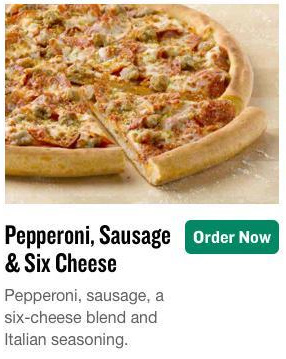 Pepperoni, Sausage
& Six Cheese
Order Now
Pepperoni, sausage, a
six-cheese blend and
Italian seasoning.